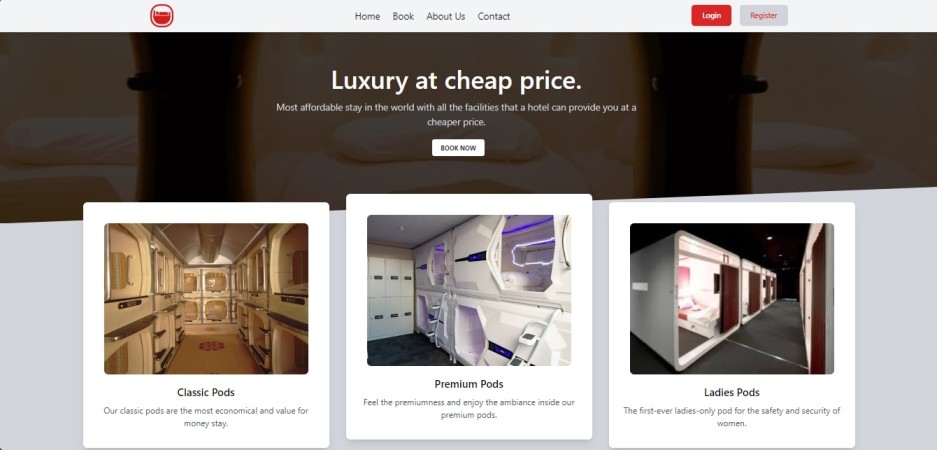 Home Book About Us Contact Login Register
Luxury at cheap price.
Most affordable stay in the world with all the facilities that a hotel can provide you at a
cheaper price.
BOOK NOW
Classic Pods
Our classic pods are the most economical and value for
money stay.
Premium Pods
Feel the premiumness and enjoy the ambiance inside our
premium pods.
Ladies Pods
The first-ever ladies-only pod for the safety and security of
women.